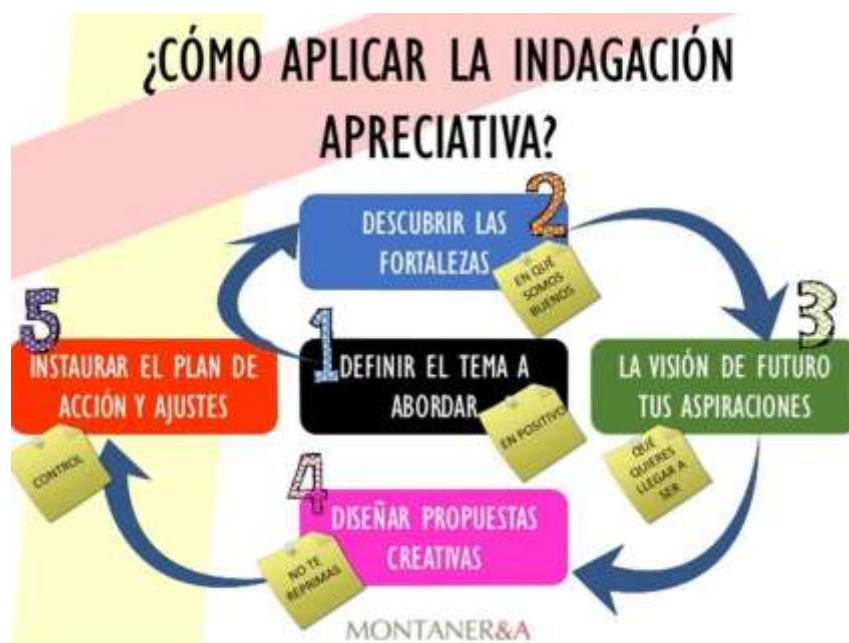 ¿CÓMO APLICAR LA INDAGACIÓN
APRECIATIVA?
1
DEFINIR EL TEMA A
ABORDAR
EN POSITIVO
2
DESCUBRIR LAS
FORTALEZAS
EN QUÉ
SOMOS
BUENOS
3
LA VISIÓN DE FUTURO
TUS ASPIRACIONES
QUÉ
QUIERES
LLEGAR A
SER
4
DISEÑAR PROPUESTAS
CREATIVAS
NO TE
REPRIMAS
5
INSTAURAR EL PLAN DE
ACCIÓN Y AJUSTES
CONTROL
MONTANER&A